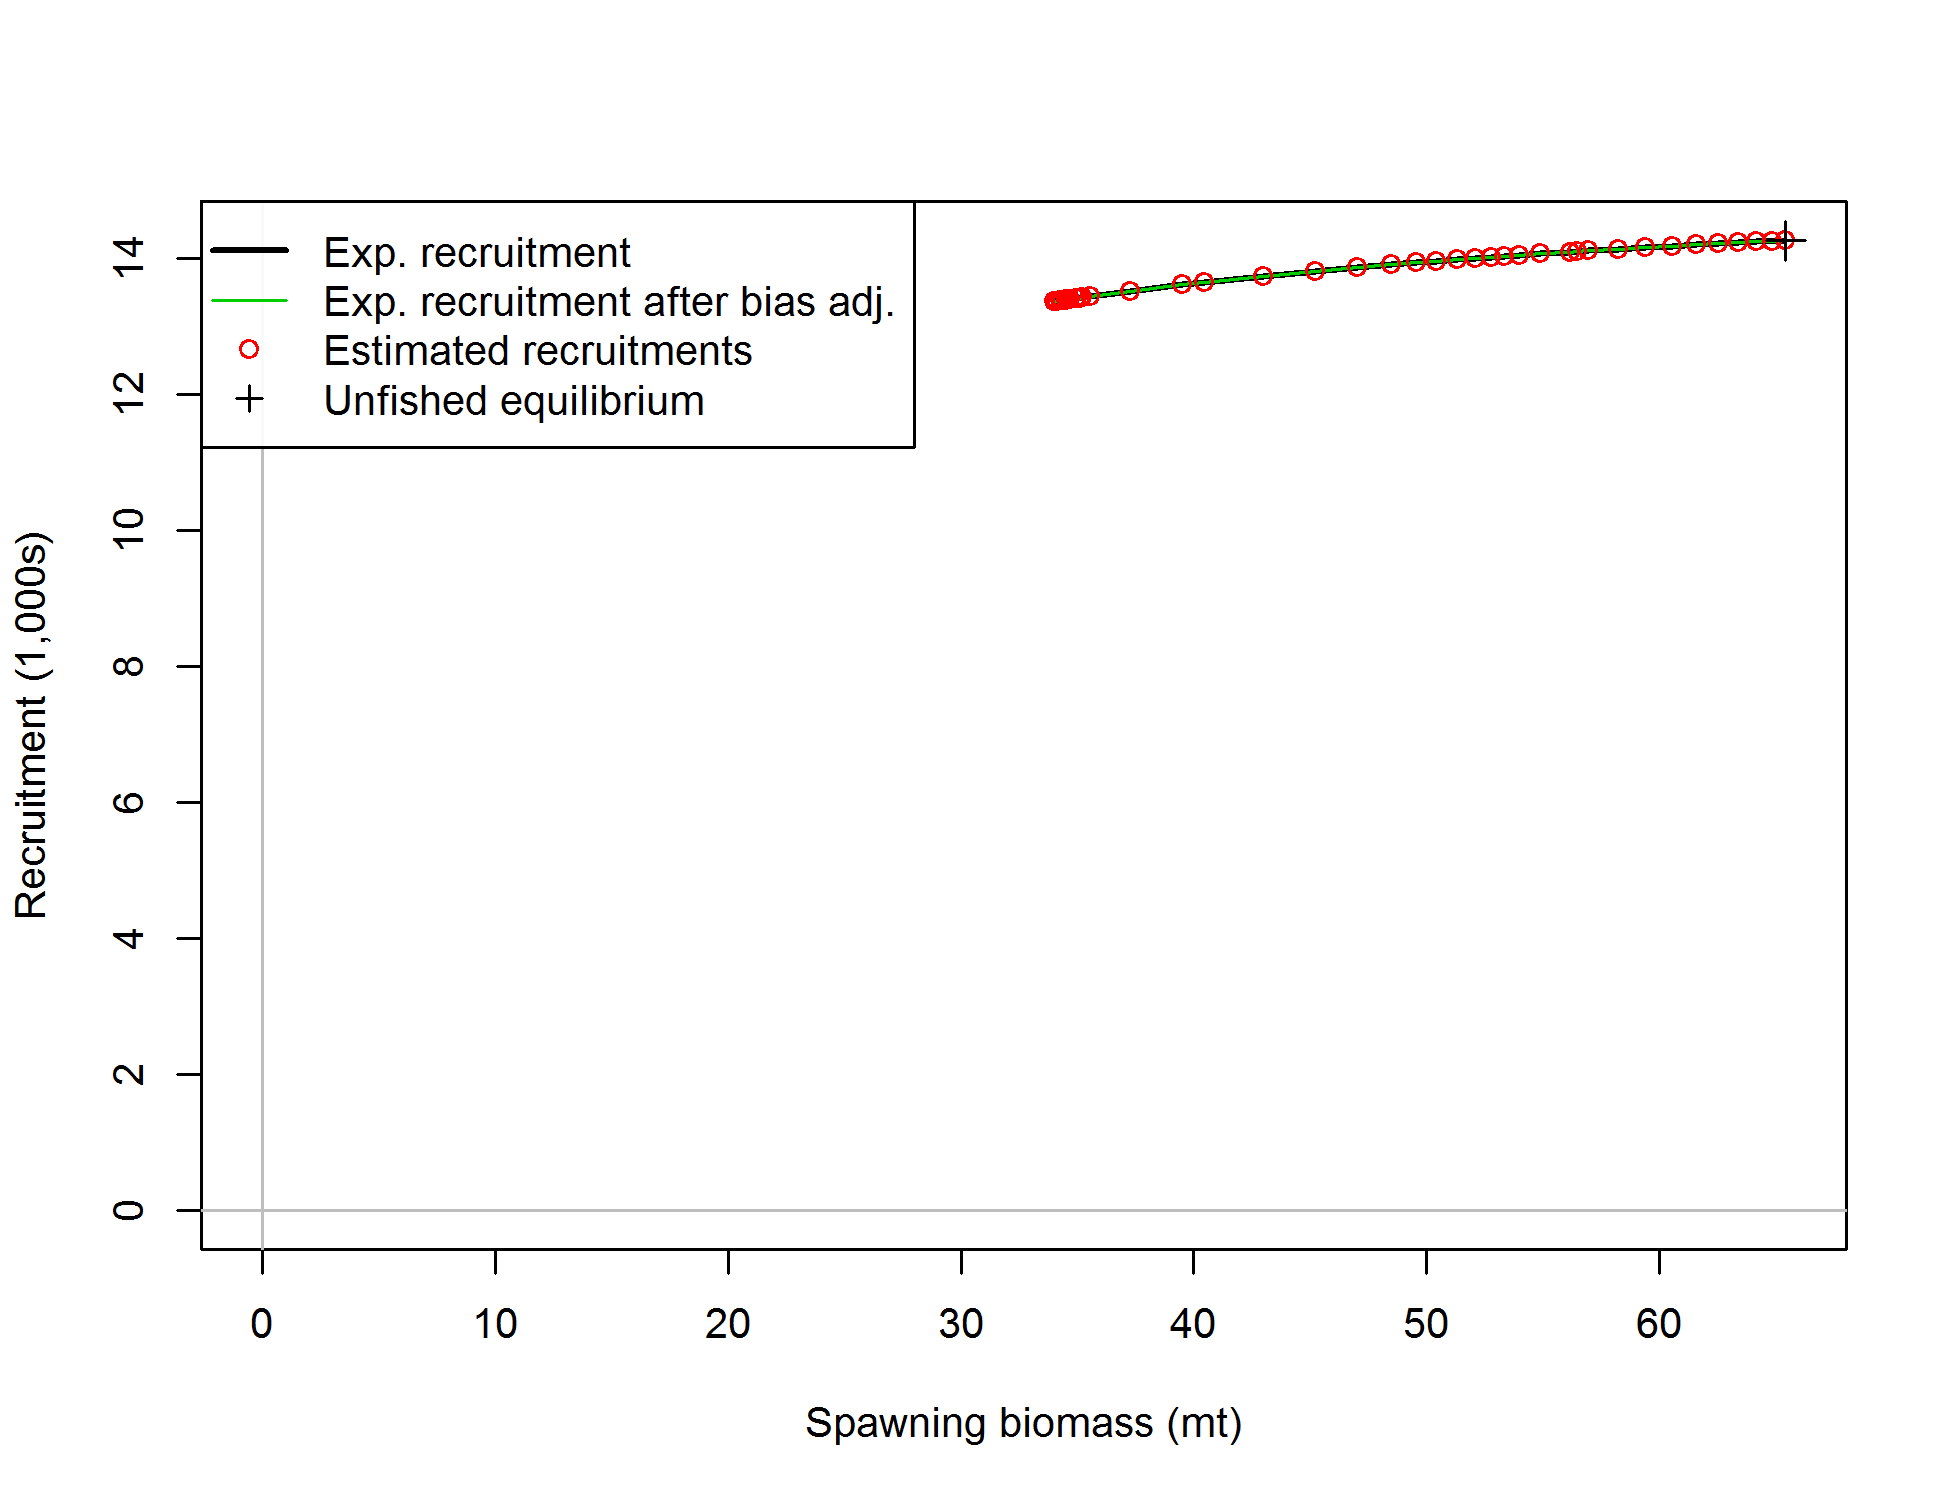 Exp. recruitment
Exp. recruitment after bias adj.
Estimated recruitments
Unfished equilibrium
Recruitment (1,000s)
14
12
10
8
6
4
2
0
0 10 20 30 40 50 60
Spawning biomass (mt)